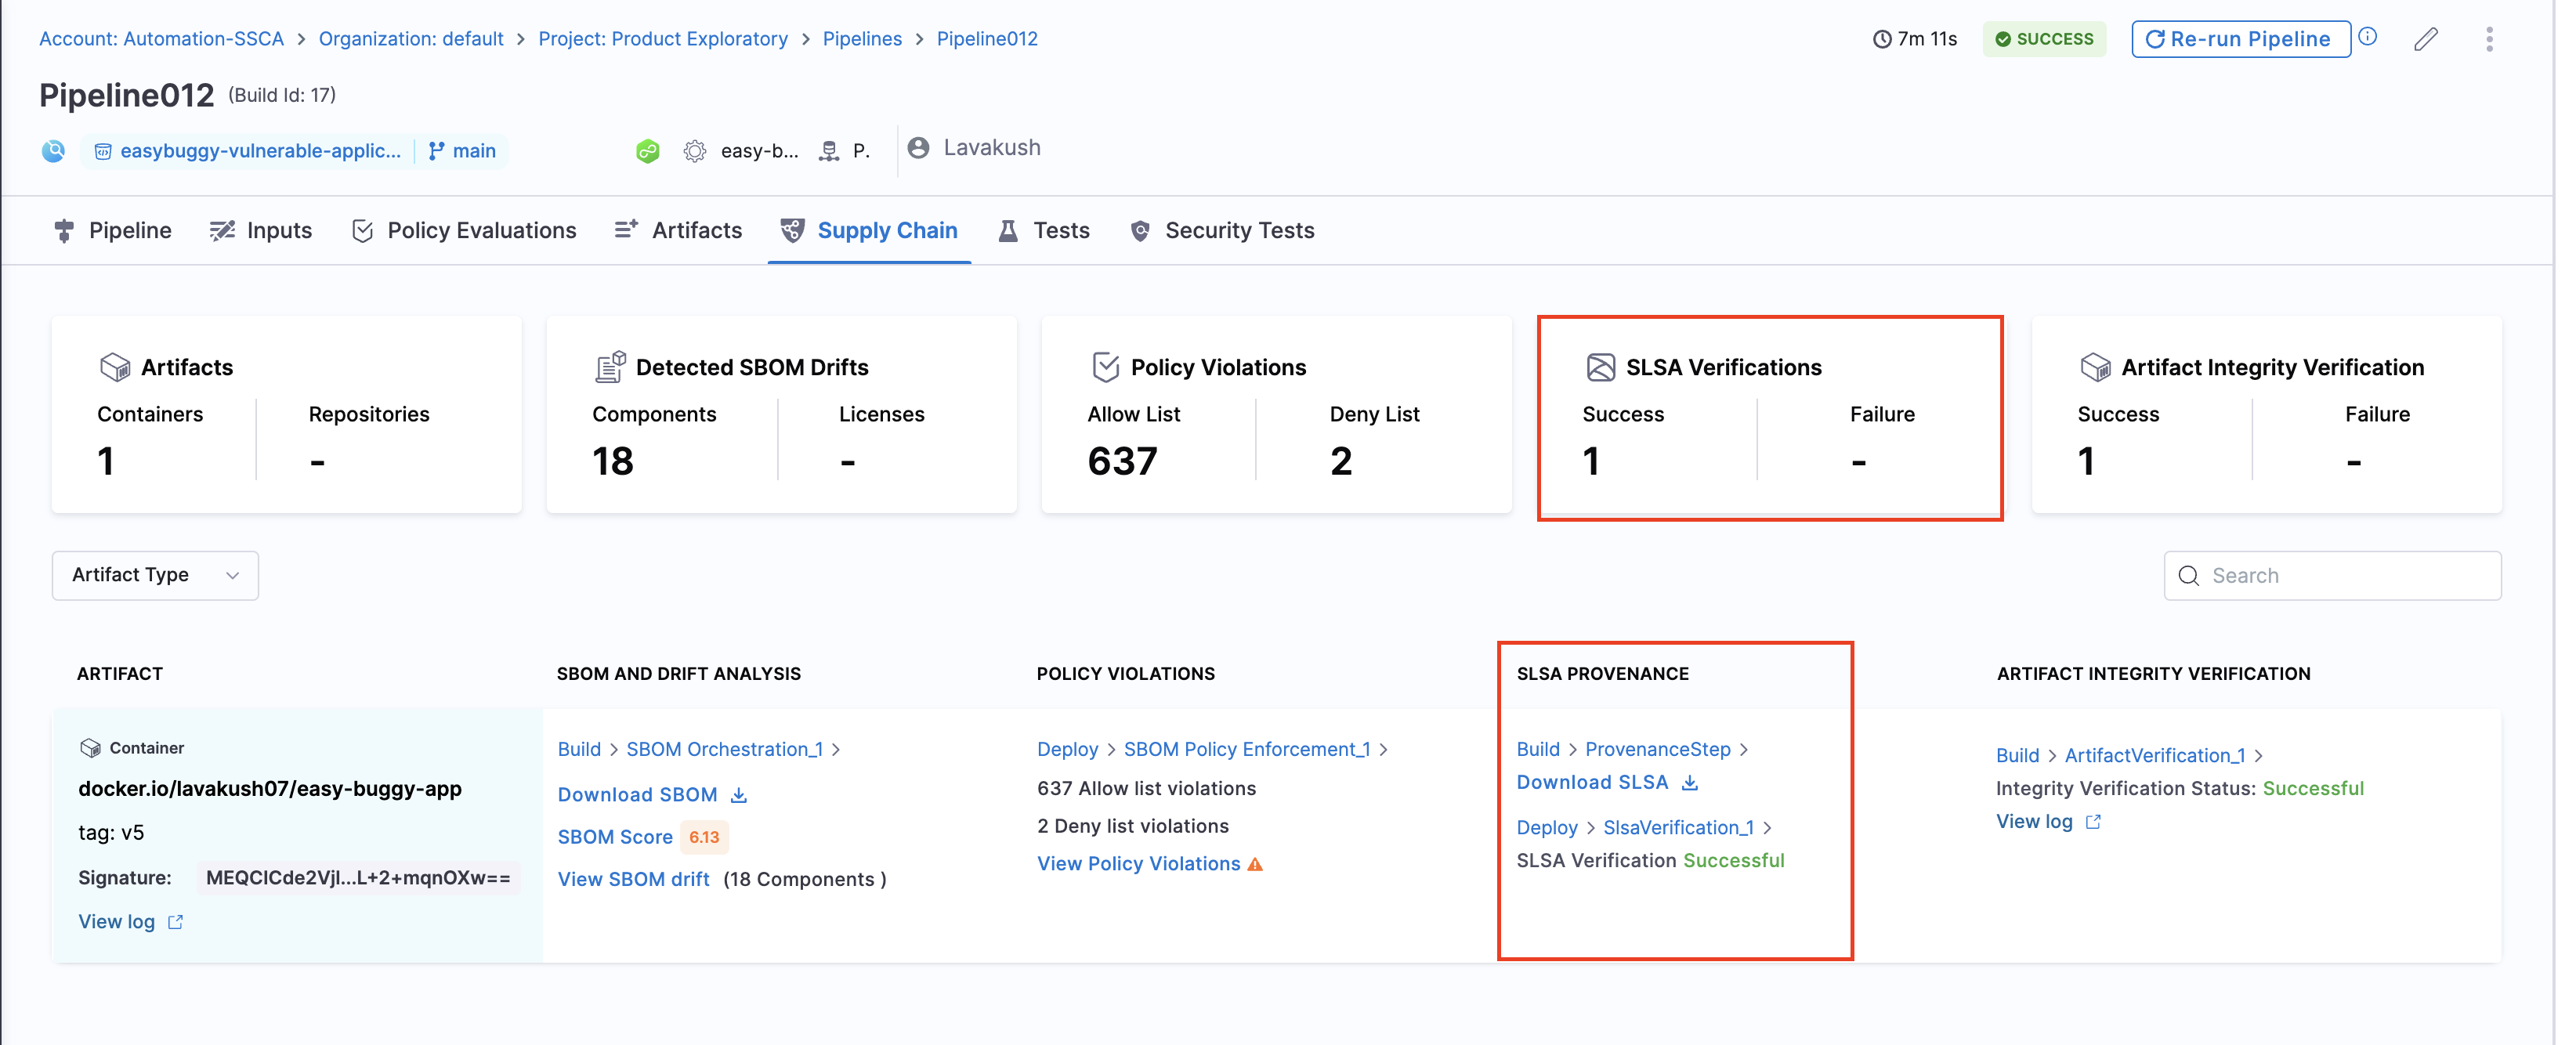 Account: Automation-SSCA > Organization: default > Project: Product Exploratory > Pipelines > Pipeline012
7m 11s
SUCCESS
Re-run Pipeline
Pipeline012 (Build Id: 17)
easybuggy-vulnerable-applic... main
easy-b... P.
Lavakush
Pipeline
Inputs
Policy Evaluations
Artifacts
Supply Chain
Tests
Security Tests
Artifacts
Containers Repositories
1 -
Detected SBOM Drifts
Components Licenses
18 -
Policy Violations
Allow List Deny List
637 2
SLSA Verifications
Success Failure
1 -
Artifact Integrity Verification
Success Failure
1 -
Artifact Type
Search
ARTIFACT
SBOM AND DRIFT ANALYSIS
POLICY VIOLATIONS
SLSA PROVENANCE
ARTIFACT INTEGRITY VERIFICATION
Container
docker.io/lavakush07/easy-buggy-app
tag: v5
Signature: MEQCICde2VjI...L+2+mqnOXw==
View log
Build > SBOM Orchestration_1 >
Download SBOM
SBOM Score 6.13
View SBOM drift (18 Components )
Deploy > SBOM Policy Enforcement_1 >
637 Allow list violations
2 Deny list violations
View Policy Violations
Build > ProvenanceStep >
Download SLSA
Deploy > SlsaVerification_1 >
SLSA Verification Successful
Build > ArtifactVerification_1 >
Integrity Verification Status: Successful
View log